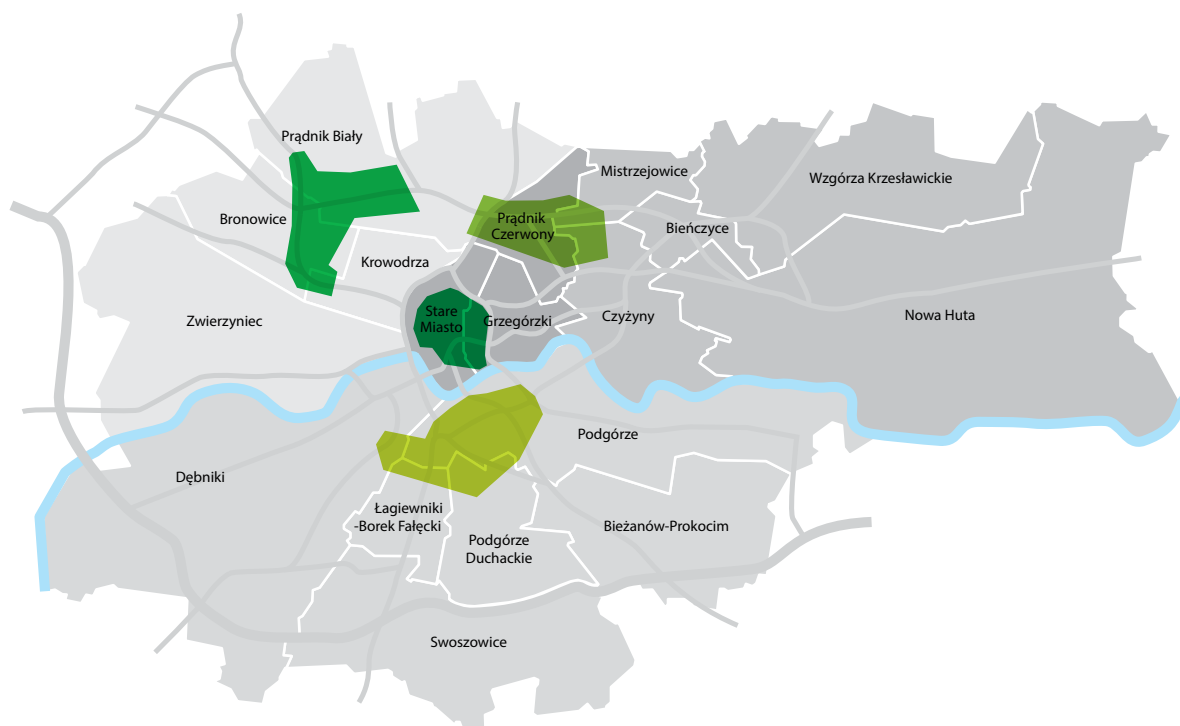 Prądnik Biały
Mistrzejowice
Wzgórza Krzesławickie
Bronowice
Prądnik
Czerwony
Bieńczyce
Krowodrza
Zwierzyniec
Stare
Miasto
Grzegórzki
Czyżyny
Nowa Huta
Podgórze
Dębniki
Łagiewniki
-Borek Fałęcki
Bieżanów-Prokocim
Podgórze
Duchackie
Swoszowice